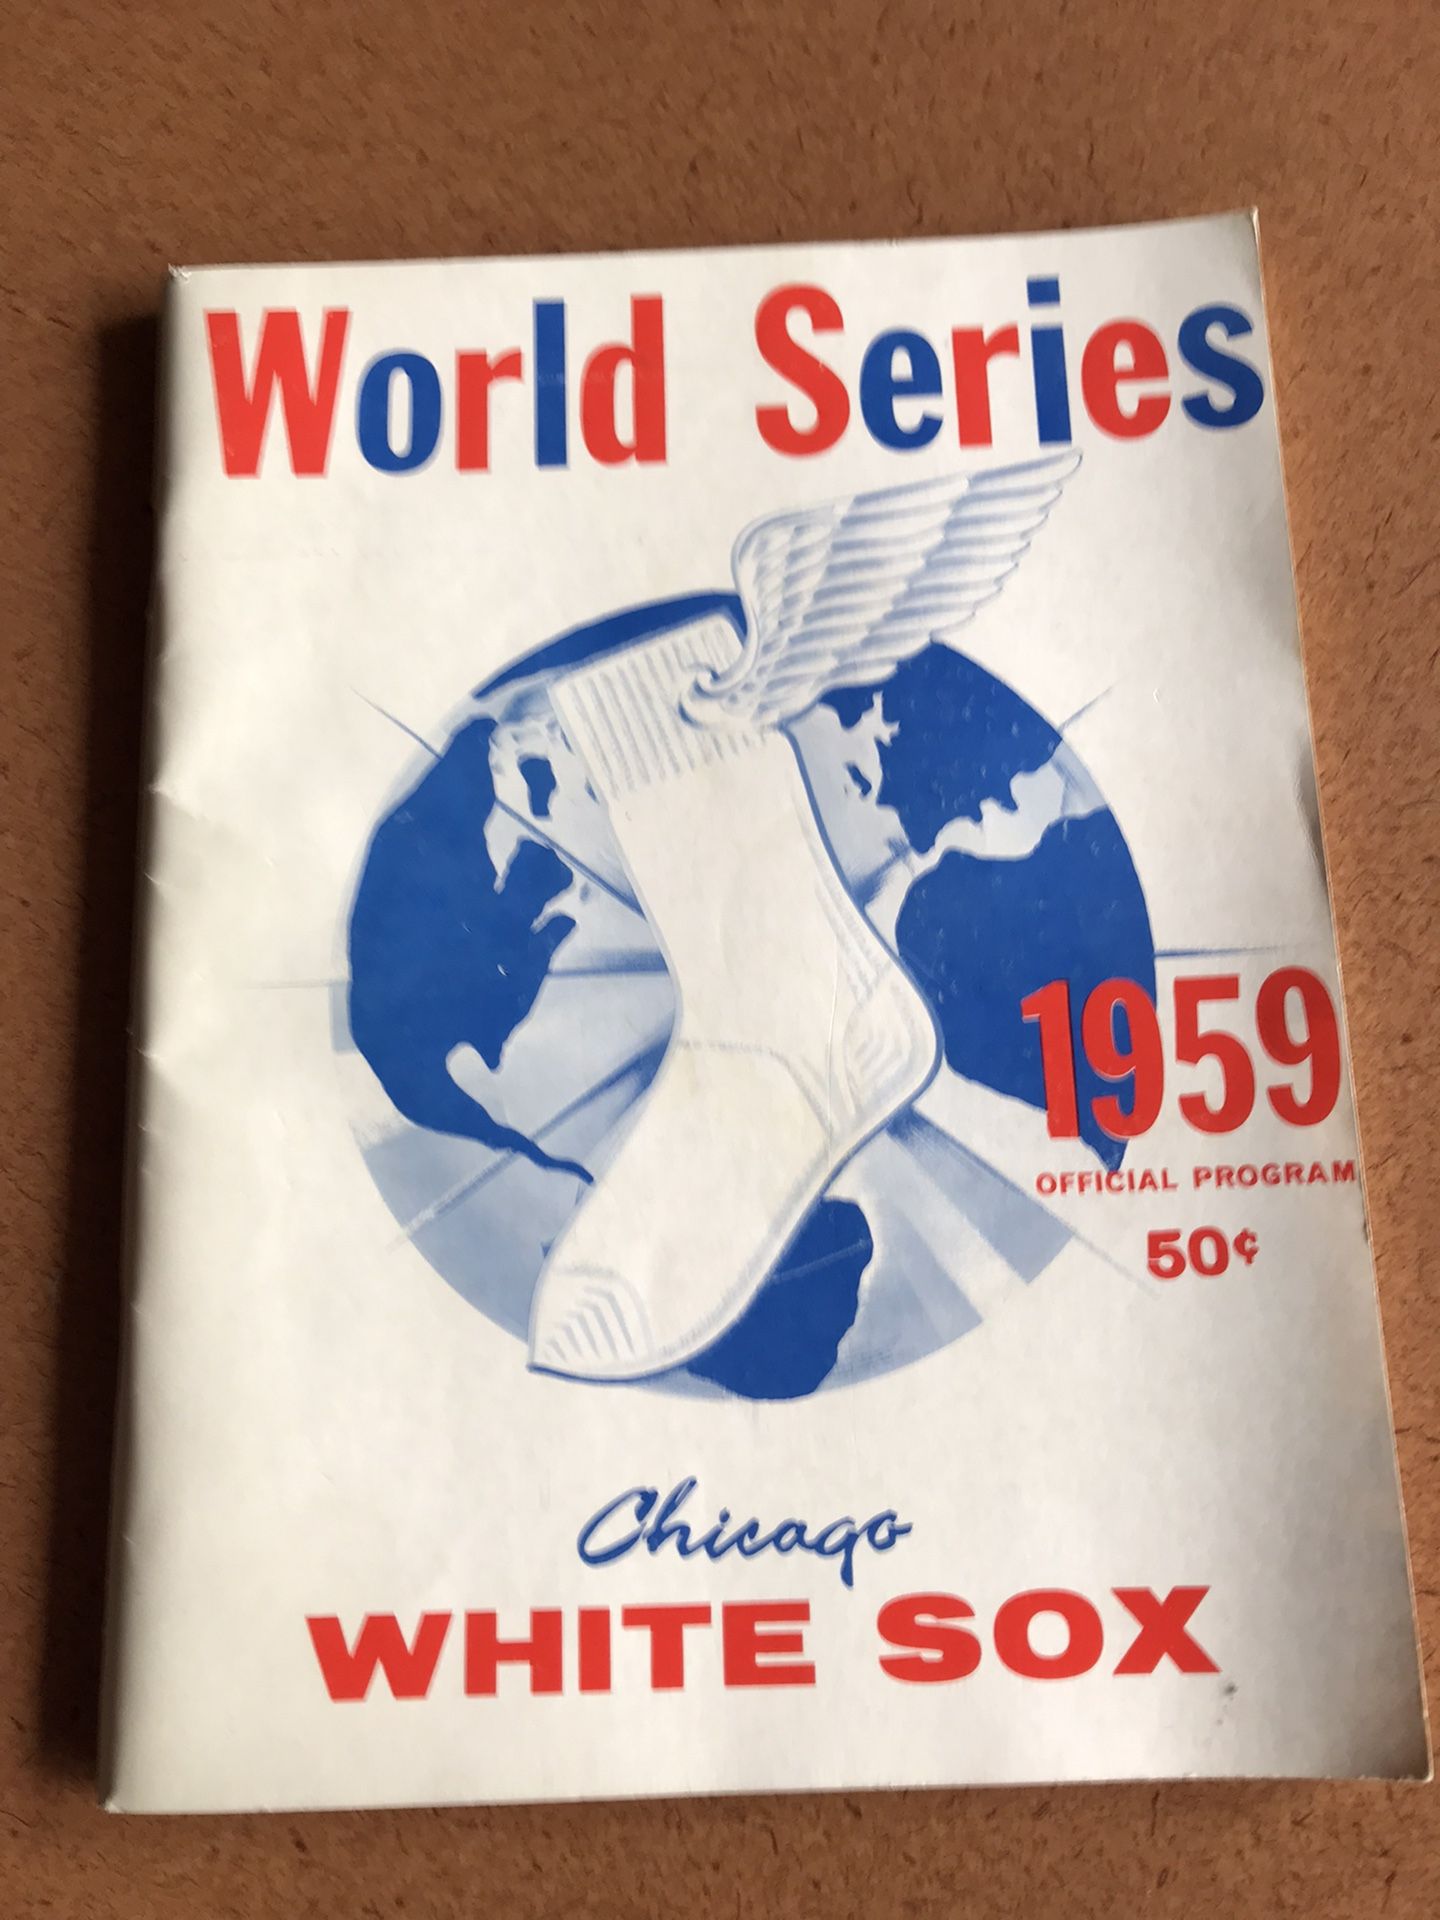 World Series
1959
OFFICIAL PROGRAM
50¢
Chicago
WHITE SOX